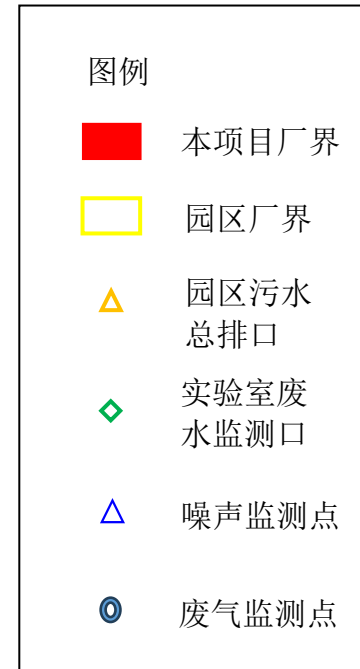 图例
本项目厂界
园区厂界
园区污水
总排口
实验室废
水监测口
噪声监测点
废气监测点